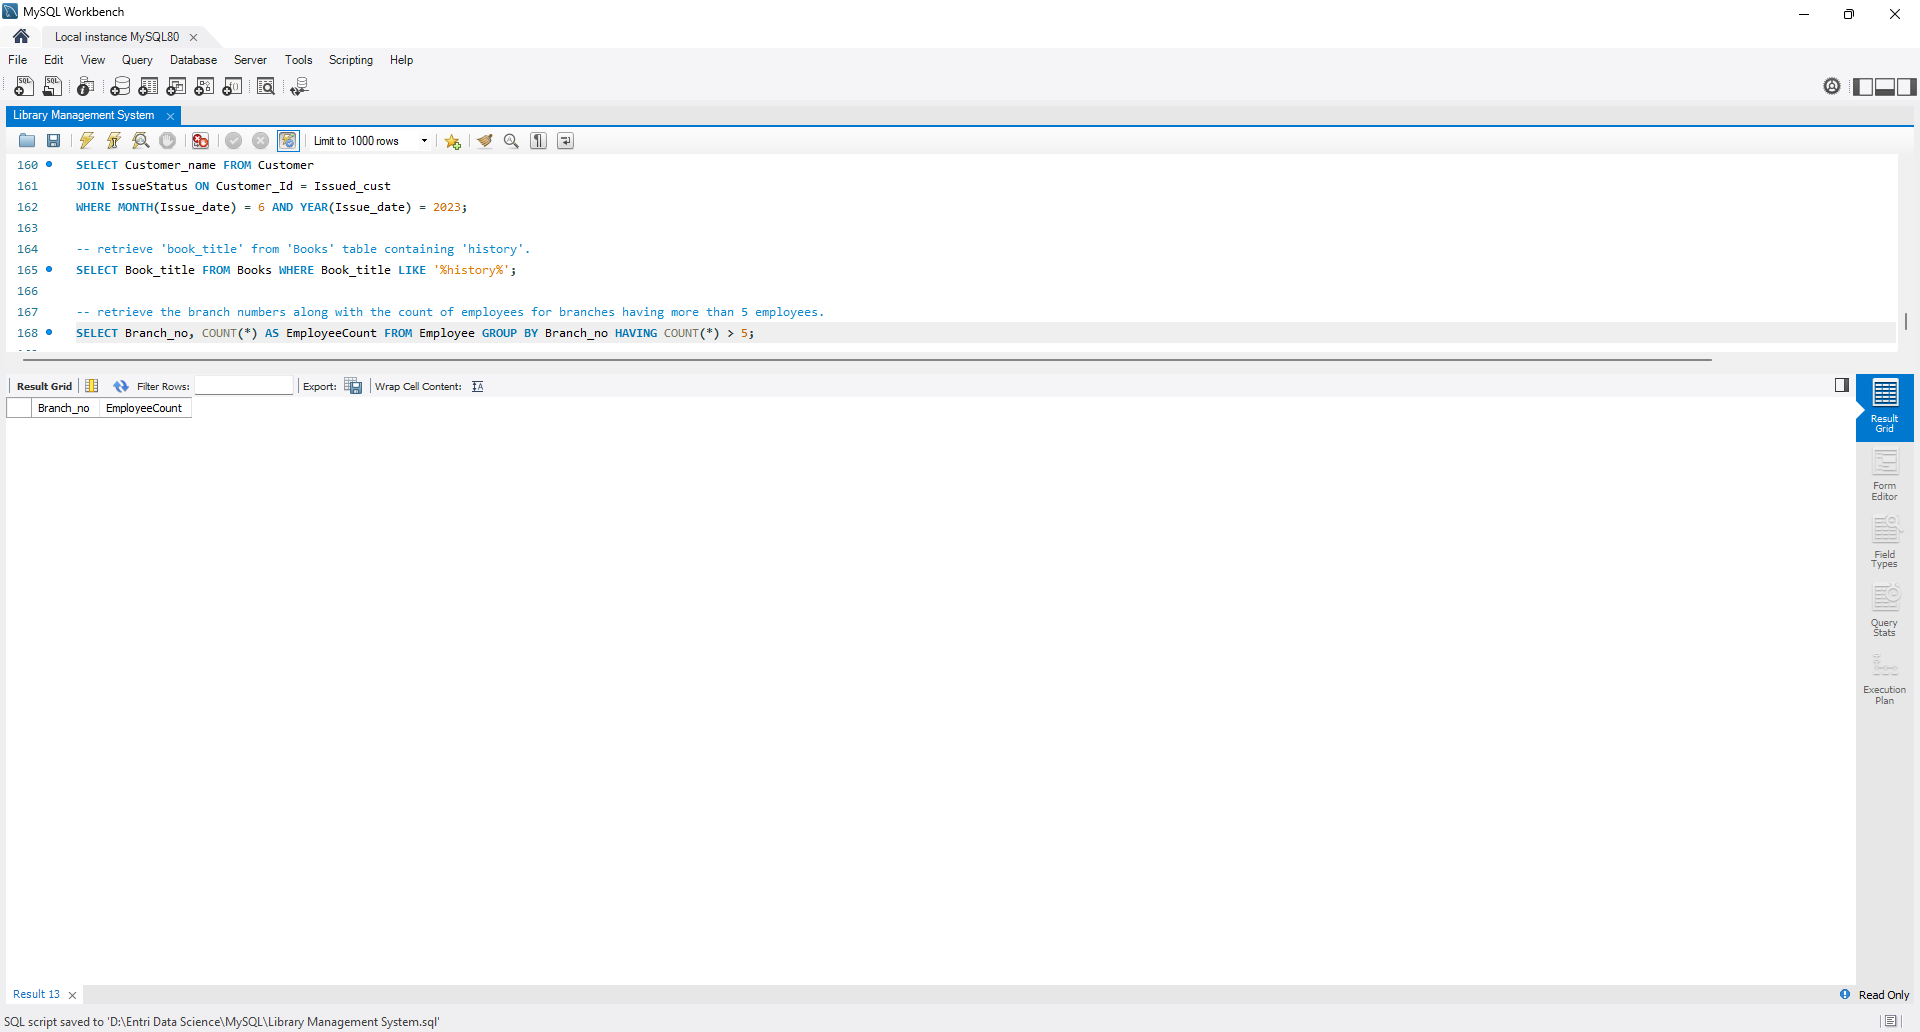 MySQL Workbench
Local instance MySQL80
File Edit View Query Database Server Tools Scripting Help
Library Management System
Limit to 1000 rows
160 SELECT Customer_name FROM Customer
161 JOIN IssueStatus ON Customer_Id = Issued_cust
162 WHERE MONTH(Issue_date) = 6 AND YEAR(Issue_date) = 2023;
163
164 -- retrieve 'book_title' from 'Books' table containing 'history'.
165 SELECT Book_title FROM Books WHERE Book_title LIKE '%history%';
166
167 -- retrieve the branch numbers along with the count of employees for branches having more than 5 employees.
168 SELECT Branch_no, COUNT(*) AS EmployeeCount FROM Employee GROUP BY Branch_no HAVING COUNT(*) > 5;
Result Grid Filter Rows: Export: Wrap Cell Content:
Branch_no EmployeeCount
Result
Grid
Form
Editor
Field
Types
Query
Stats
Execution
Plan
Result 13
Read Only
SQL script saved to 'D:\Entri Data Science\MySQL\Library Management System.sql'